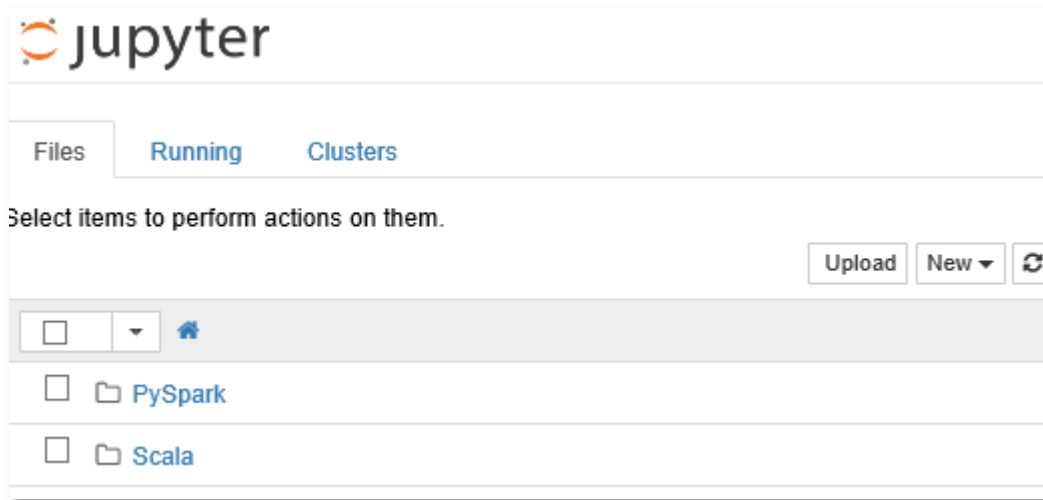 jupyter
Files Running Clusters
Select items to perform actions on them.
Upload New
PySpark
Scala